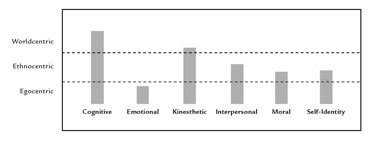 Worldcentric
Ethnocentric
Egocentric
Cognitive Emotional Kinesthetic Interpersonal Moral Self-Identity